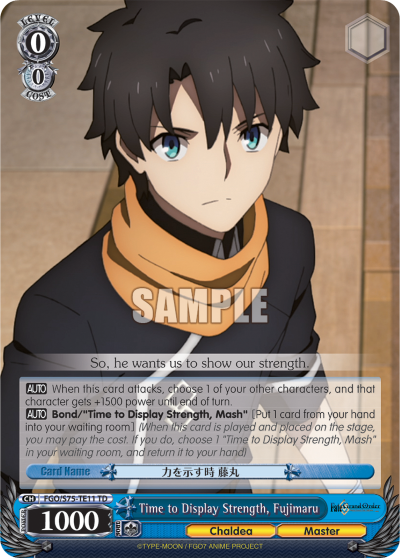 LEVEL
0
0
COST
SAMPLE
So, he wants us to show our strength.
AUTO When this card attacks, choose 1 of your other characters, and that
character gets +1500 power until end of turn.
AUTO Bond/"Time to Display Strength, Mash" [Put 1 card from your hand
into your waiting room] (When this card is played and placed on the stage,
you may pay the cost. If you do, choose 1 "Time to Display Strength, Mash"
in your waiting room, and return it to your hand)
Card Name
力を示す時 藤丸
CH FGO/S75-TE11 TD
1000
Time to Display Strength, Fujimaru
Chaldea
Master
©TYPE-MOON / FGO7 ANIME PROJECT